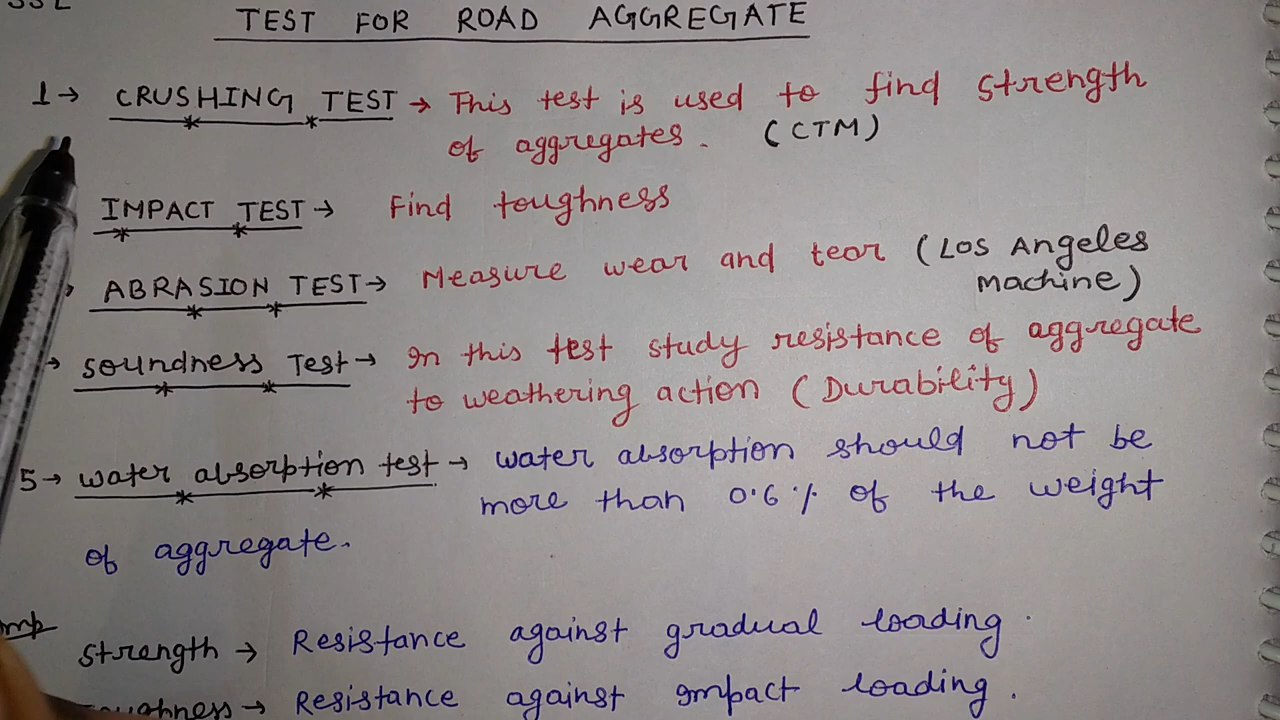 TEST FOR ROAD AGGREGATE
1→ CRUSHING TEST → This test is used to find strength
of aggregates. (CTM)
IMPACT TEST → Find toughness
ABRASION TEST → Measure wear and tear (Los Angeles
Machine)
→ Soundness Test → In this test study resistance of aggregate
to weathering action (Durability)
5→ water absorption test → water absorption should not be
more than 0.6% of the weight
of aggregate.
Strength → Resistance against gradual loading.
→ Resistance against impact loading.